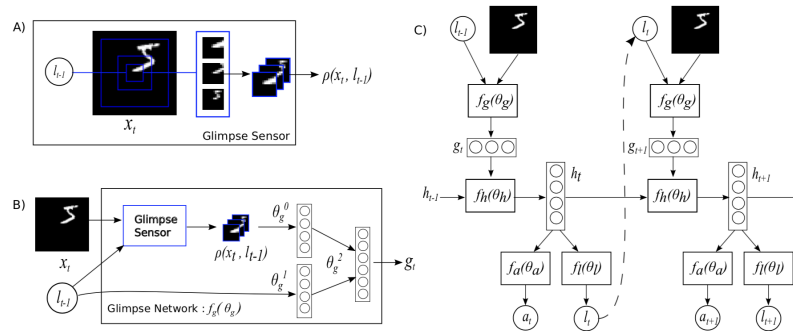 A)
l_{t-1}
x_t
ρ(x_t, l_{t-1})
Glimpse Sensor
B)
x_t
l_{t-1}
Glimpse
Sensor
ρ(x_t, l_{t-1})
θ_g^0
θ_g^1
θ_g^2
g_t
Glimpse Network : f_g( θ_g)
C)
l_{t-1}
l_t
f_g(θ_g)
f_g(θ_g)
g_t
g_{t+1}
h_{t-1}
f_h(θ_h)
h_t
f_h(θ_h)
h_{t+1}
f_a(θ_a)
f_l(θ_l)
f_a(θ_a)
f_l(θ_l)
a_t
l_t
a_{t+1}
l_{t+1}